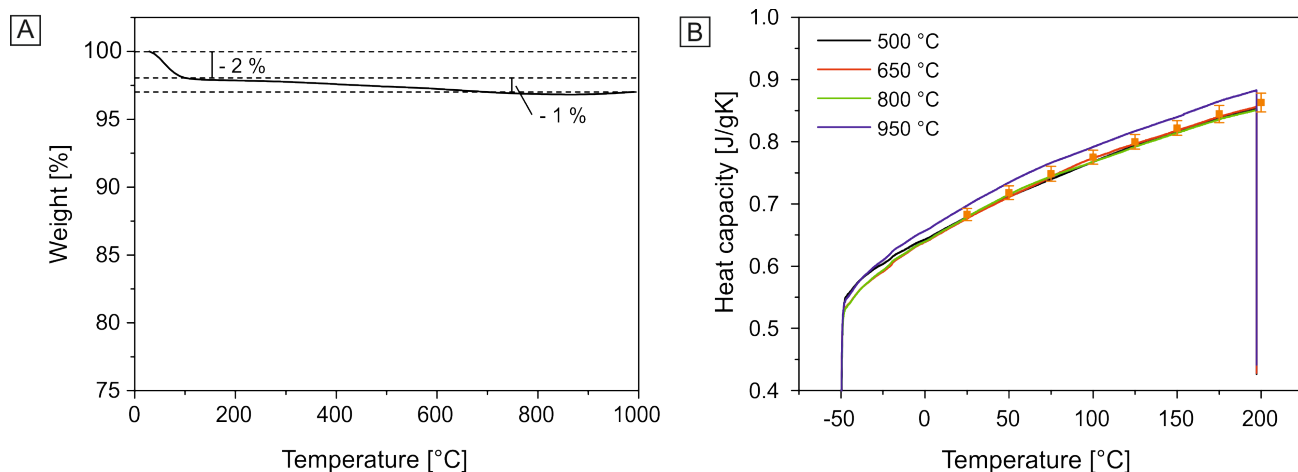 A
100
95
90
85
80
75
- 2 %
- 1 %
0
200
400
600
800
1000
Weight [%]
Temperature [°C]
B
1.0
0.9
0.8
0.7
0.6
0.5
0.4
500 °C
650 °C
800 °C
950 °C
-50
0
50
100
150
200
Heat capacity [J/gK]
Temperature [°C]